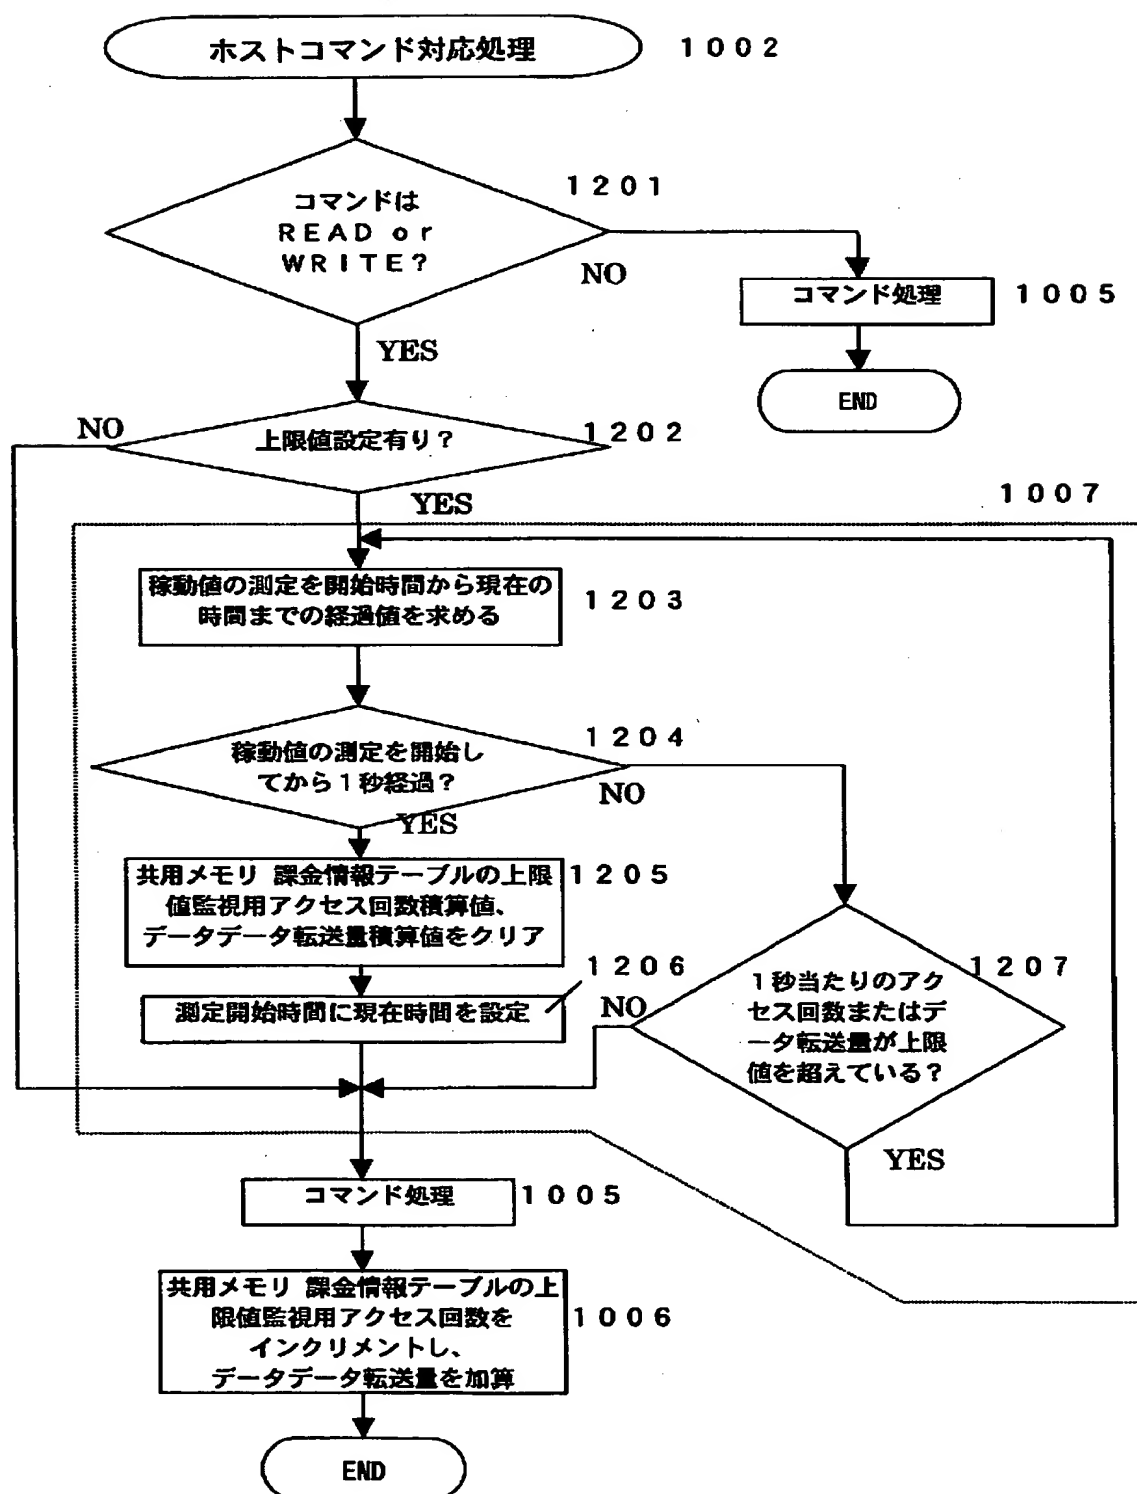 ホストコマンド対応処理
1002
コマンドは
READ or
WRITE?
1201
NO
YES
コマンド処理
1005
END
上限値設定有り?
1202
NO
YES
1007
稼動値の測定を開始時間から現在の
時間までの経過値を求める
1203
稼動値の測定を開始し
てから1秒経過?
1204
NO
YES
共用メモリ 課金情報テーブルの上限
値監視用アクセス回数積算値、
データデータ転送量積算値をクリア
1205
測定開始時間に現在時間を設定
1206
1秒当たりのアク
セス回数またはデ
ータ転送量が上限
値を超えている?
1207
NO
YES
コマンド処理
1005
共用メモリ 課金情報テーブルの上
限値監視用アクセス回数を
インクリメントし、
データデータ転送量を加算
1006
END